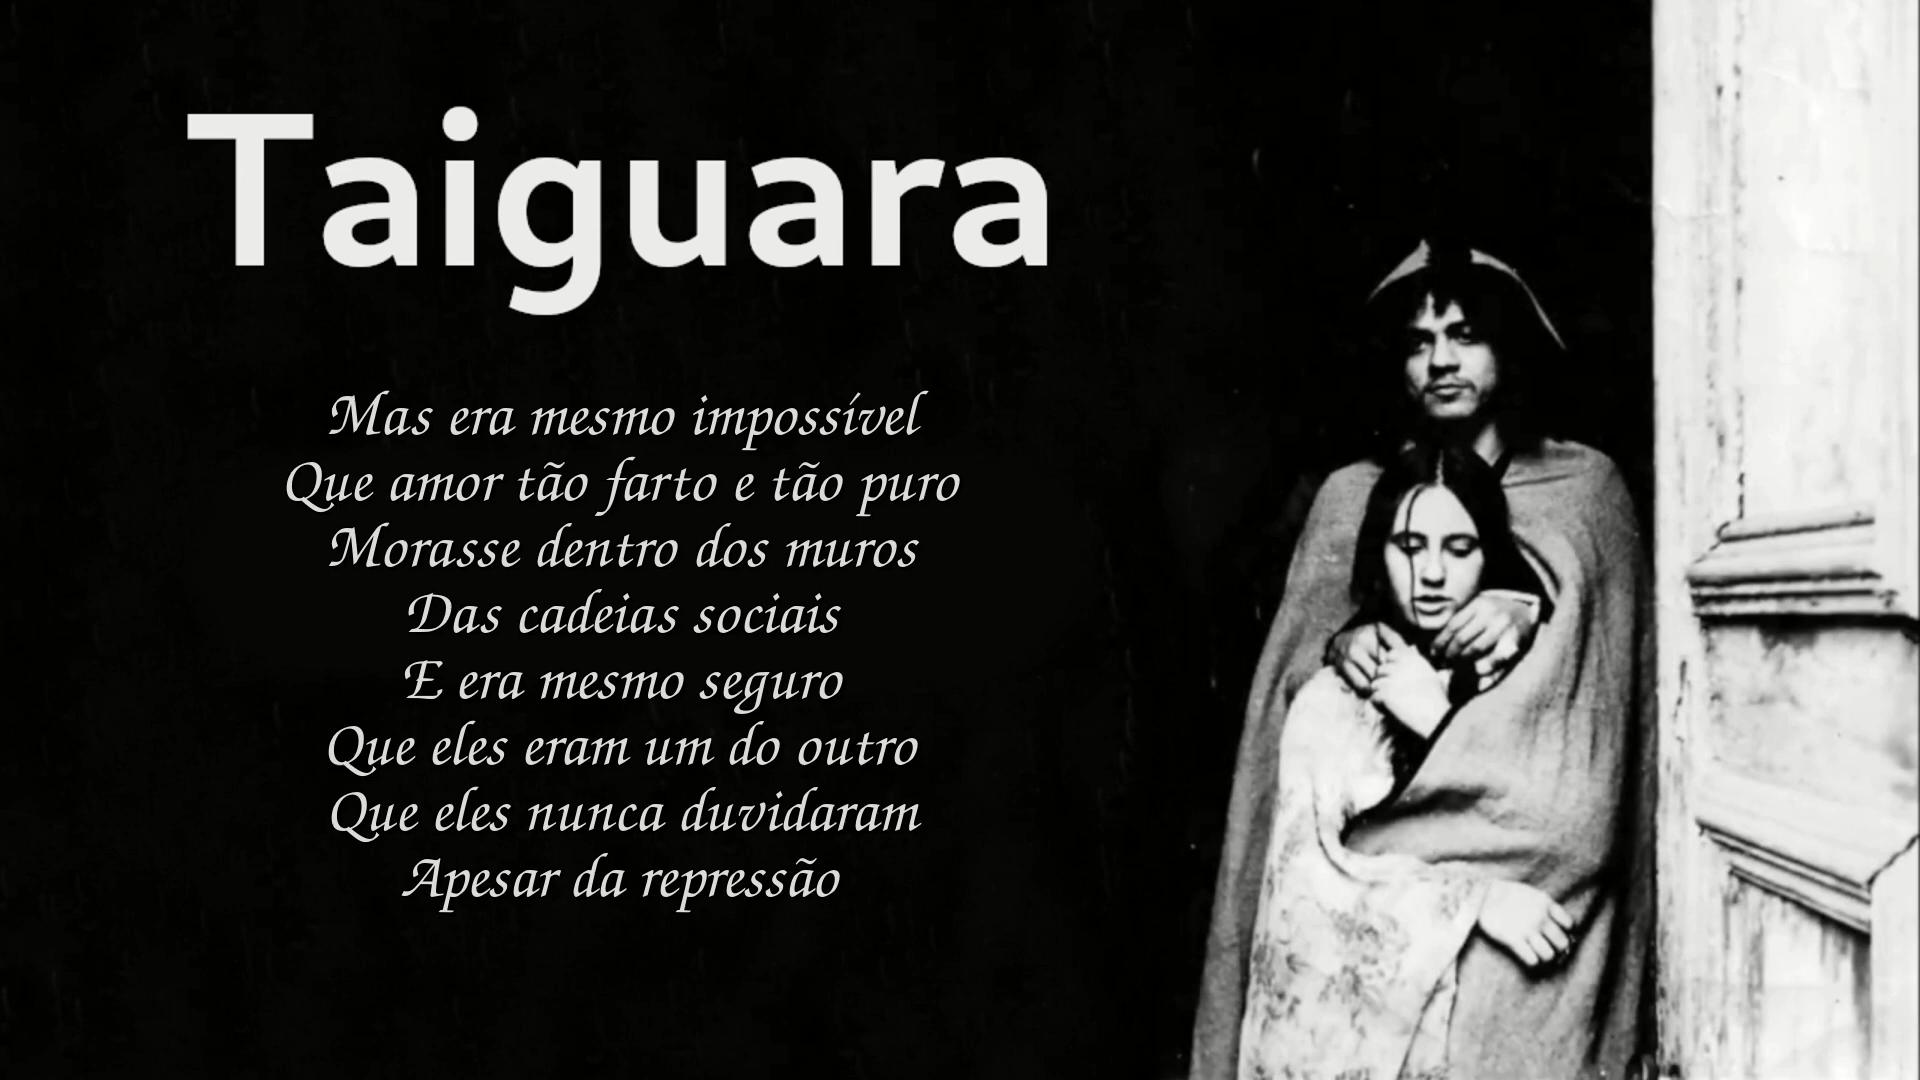 Taiguara
Mas era mesmo impossível
Que amor tão farto e tão puro
Morasse dentro dos muros
Das cadeias sociais
E era mesmo seguro
Que eles eram um do outro
Que eles nunca duvidaram
Apesar da repressão